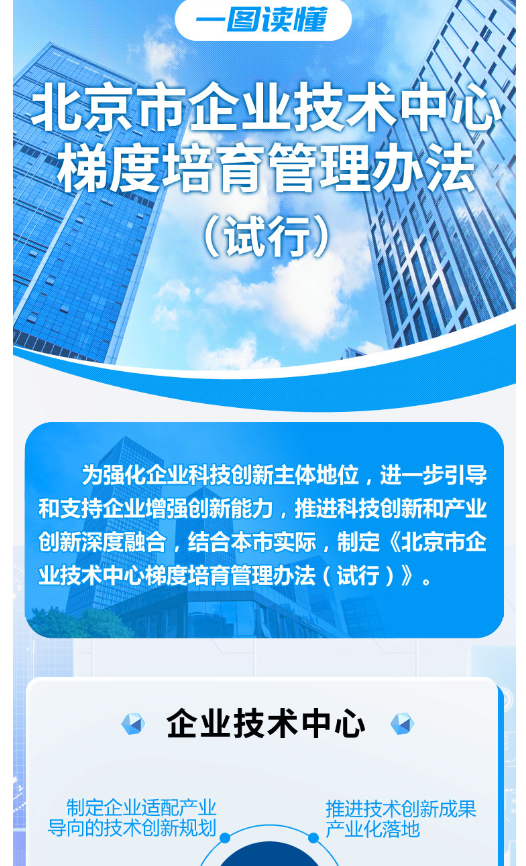 一图读懂
北京市企业技术中心
梯度培育管理办法
（试行）
为强化企业科技创新主体地位，进一步引导
和支持企业增强创新能力，推进科技创新和产业
创新深度融合，结合本市实际，制定《北京市企
业技术中心梯度培育管理办法（试行）》。
企业技术中心
制定企业适配产业
导向的技术创新规划
推进技术创新成果
产业化落地